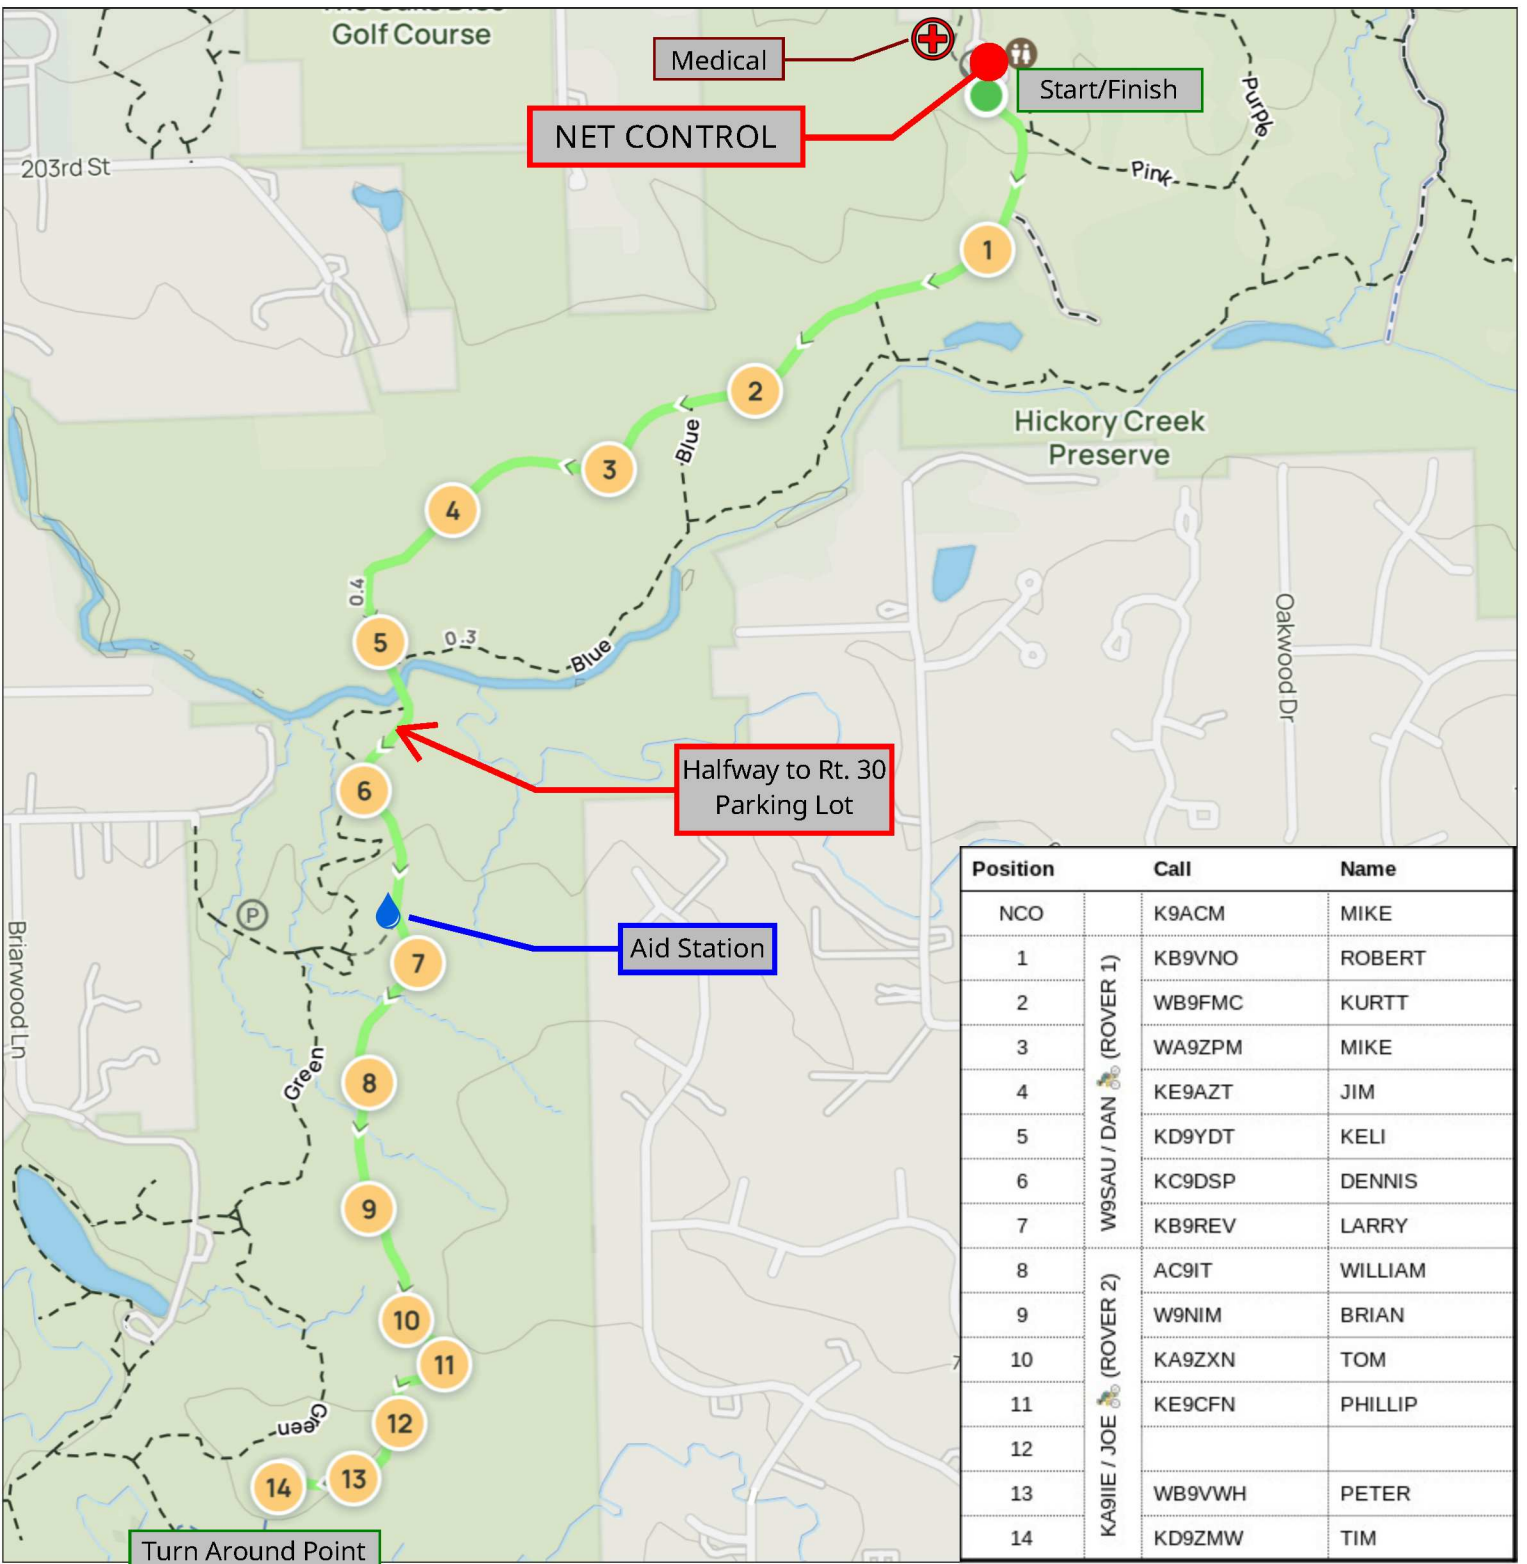 Golf Course
Medical
Start/Finish
NET CONTROL
Purple
Pink
203rd St
1
2
Blue
3
Hickory Creek
Preserve
4
0.4
5
0.3
Blue
Oakwood Dr
Halfway to Rt. 30
Parking Lot
6
P
Aid Station
7
Briarwood Ln
Green
8
9
10
11
12
Green
13
14
Turn Around Point
Position Call Name
NCO K9ACM MIKE
1 KB9VNO ROBERT
2 WB9FMC KURTT
3 WA9ZPM MIKE
4 KE9AZT JIM
5 KD9YDT KELI
6 KC9DSP DENNIS
7 KB9REV LARRY
W9SAU / DAN 🚴 (ROVER 1)
8 AC9IT WILLIAM
9 W9NIM BRIAN
10 KA9ZXN TOM
11 KE9CFN PHILLIP
12
13 WB9VWH PETER
14 KD9ZMW TIM
KA9IIE / JOE 🚴 (ROVER 2)